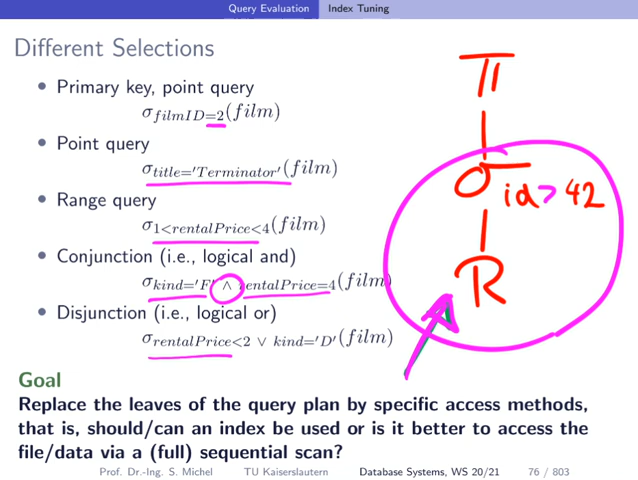 Query Evaluation Index Tuning
Different Selections
• Primary key, point query
σfilmID=2(film)
• Point query
σtitle='Terminator'(film)
• Range query
σ1<rentalPrice<4(film)
• Conjunction (i.e., logical and)
σkind='F' ∧ rentalPrice=4(film)
• Disjunction (i.e., logical or)
σrentalPrice<2 ∨ kind='D'(film)
π
σ id>42
R
Goal
Replace the leaves of the query plan by specific access methods,
that is, should/can an index be used or is it better to access the
file/data via a (full) sequential scan?
Prof. Dr.-Ing. S. Michel TU Kaiserslautern Database Systems, WS 20/21 76 / 803